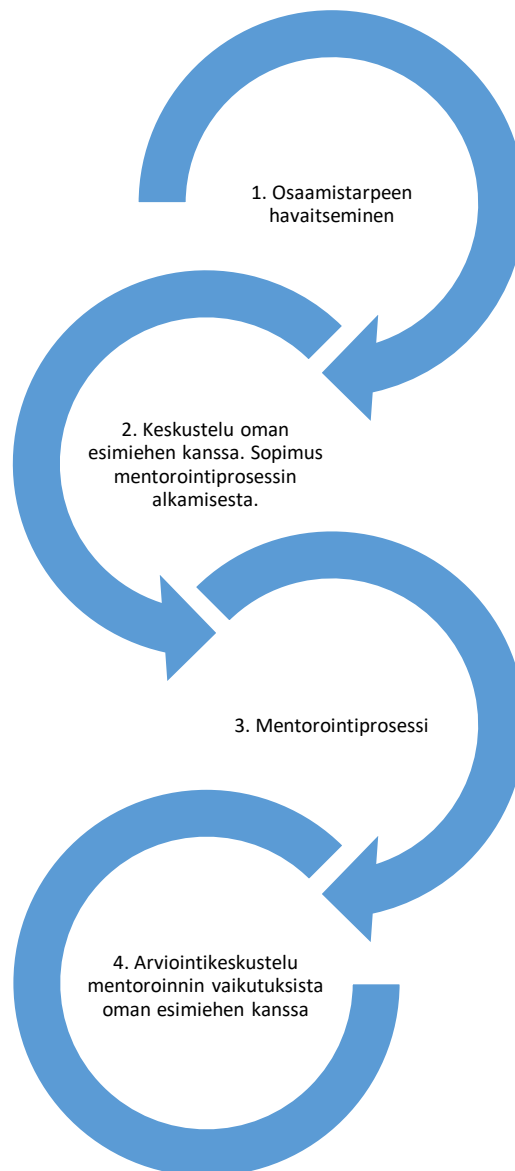 1. Osaamistarpeen
havaitseminen
2. Keskustelu oman
esimiehen kanssa. Sopimus
mentorointiprosessin
alkamisesta.
3. Mentorointiprosessi
4. Arviointikeskustelu
mentoroinnin vaikutuksista
oman esimiehen kanssa